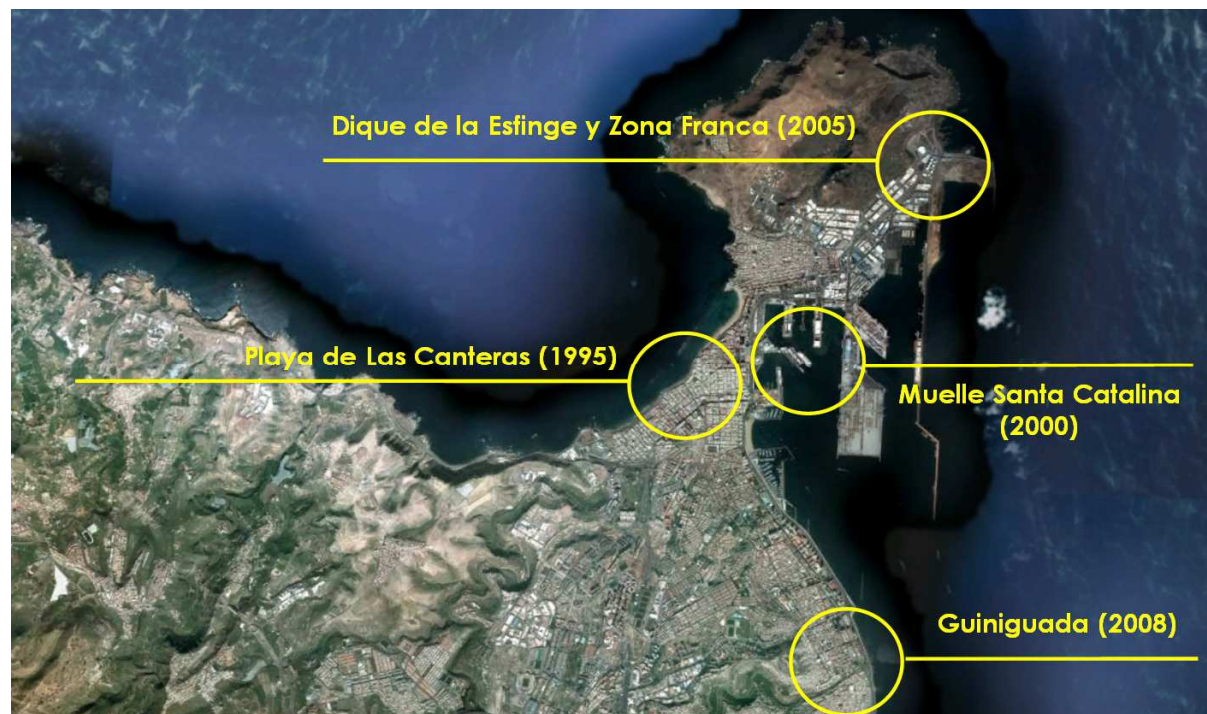 Dique de la Esfinge y Zona Franca (2005)
Playa de Las Canteras (1995)
Muelle Santa Catalina
(2000)
Guiniguada (2008)